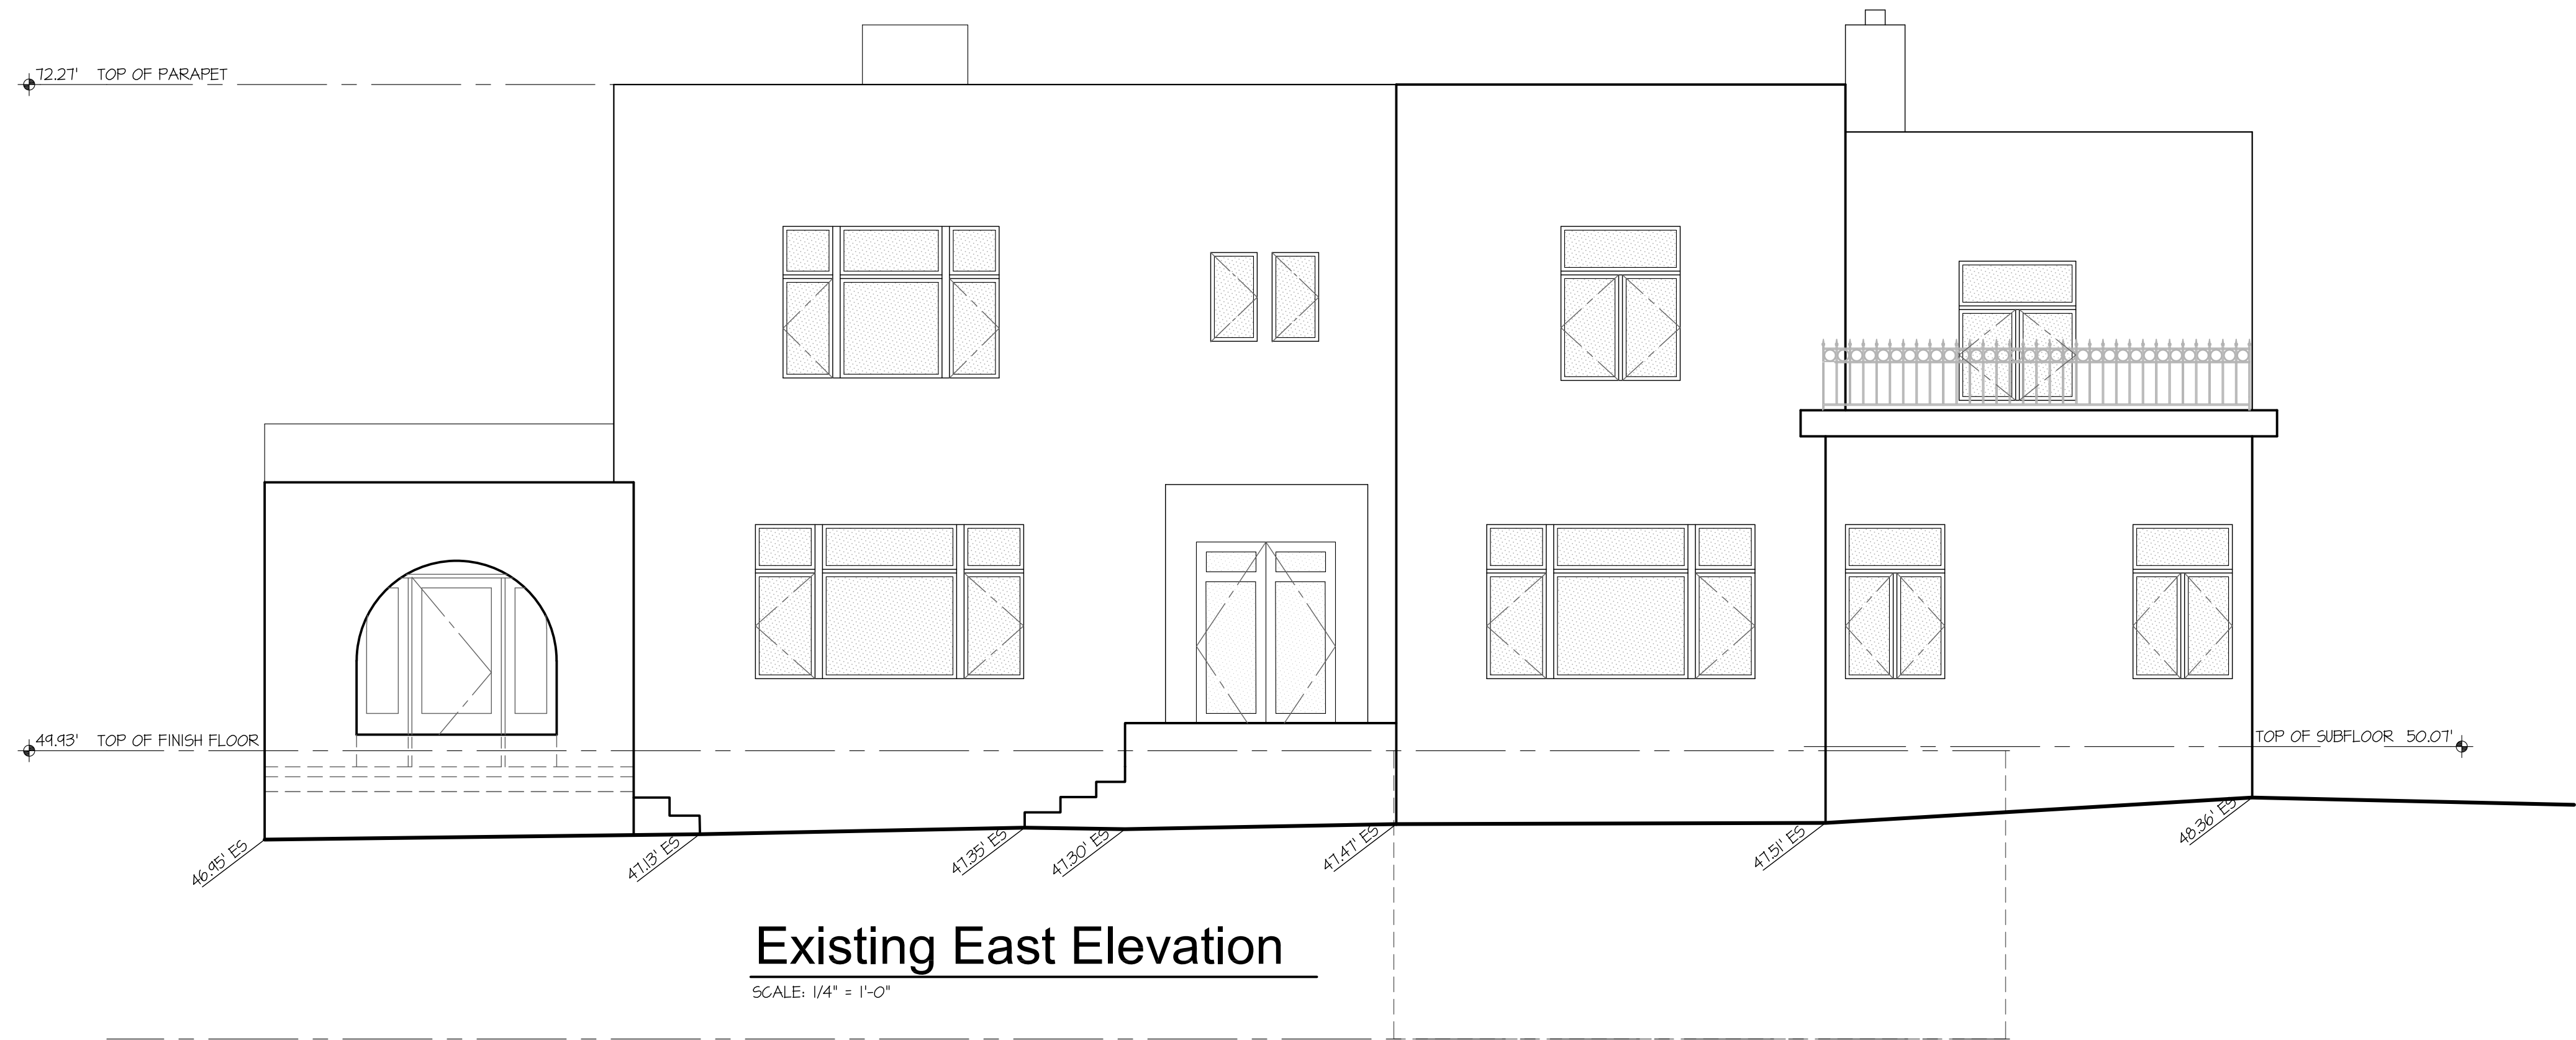 72.27' TOP OF PARAPET
49.93' TOP OF FINISH FLOOR
TOP OF SUBFLOOR 50.07'
46.95' ES
47.13' ES
47.35' ES
47.30' ES
47.47' ES
47.51' ES
48.36' ES
Existing East Elevation
SCALE: 1/4" = 1'-0"